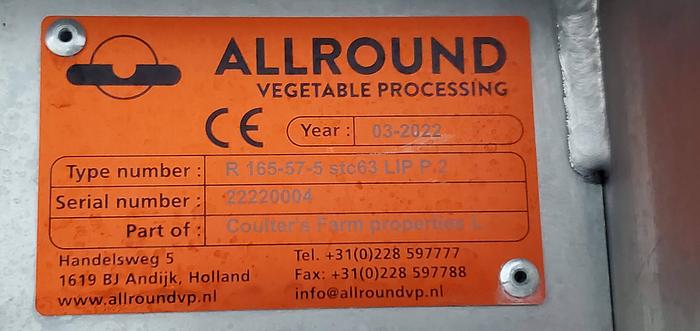 ALLROUND
VEGETABLE PROCESSING
CE Year : 03-2022
Type number : R 165-57-5 stc63 LIP P.2
Serial number : 22220004
Part of : Coulter's Farm properties
Handelsweg 5
1619 BJ Andijk, Holland
www.allroundvp.nl
Tel. +31(0)228 597777
Fax: +31(0)228 597788
info@allroundvp.nl